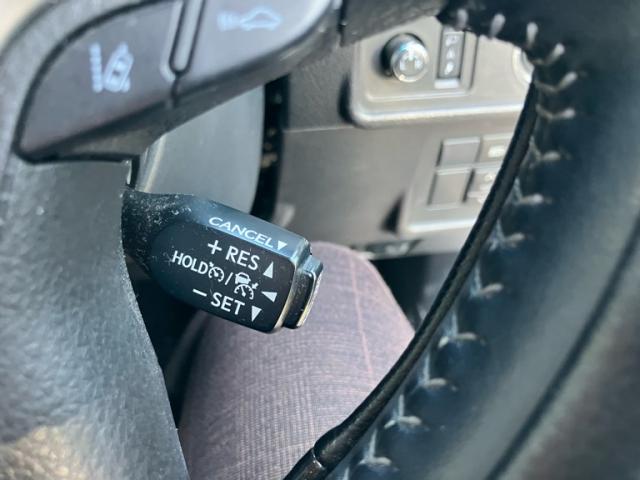 CANCEL▼
+ RES ▲
HOLD /
− SET ▼